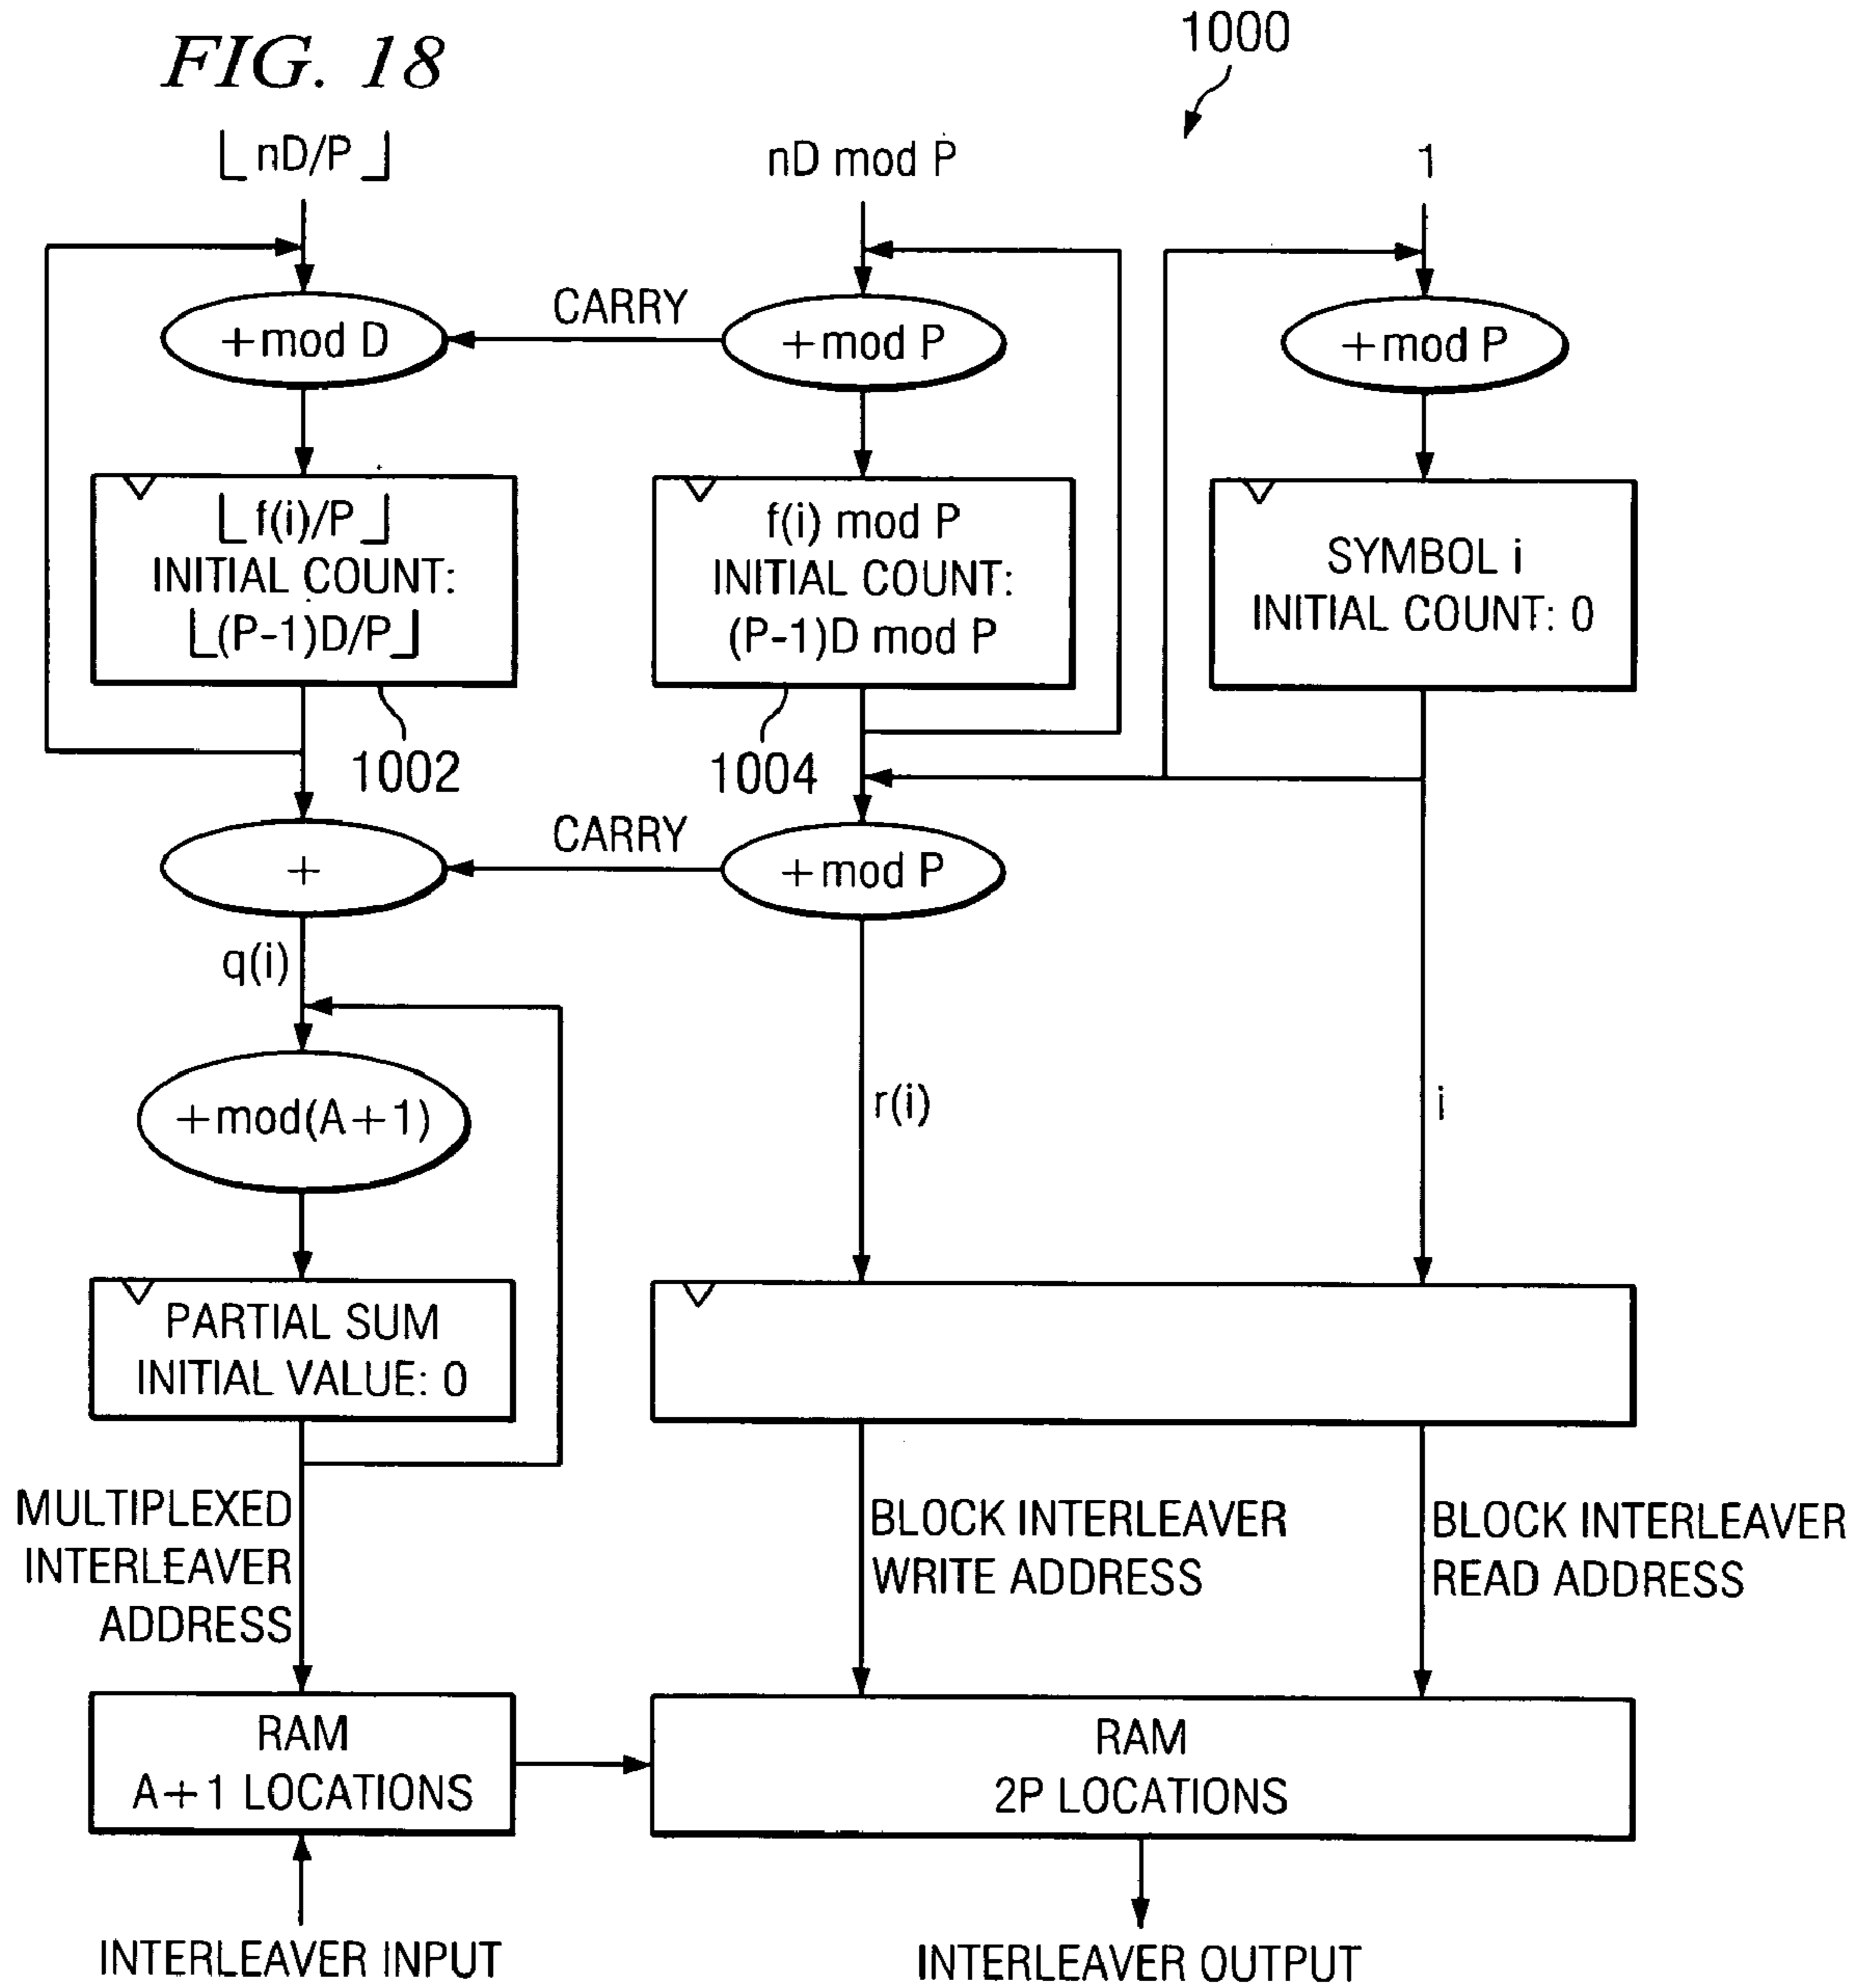 FIG. 18
1000
⌊ nD/P ⌋
nD mod P
1
+mod D
CARRY
+mod P
+mod P
⌊ f(i)/P ⌋
INITIAL COUNT:
⌊(P-1)D/P⌋
f(i) mod P
INITIAL COUNT:
(P-1)D mod P
SYMBOL i
INITIAL COUNT: 0
1002
1004
+
CARRY
+mod P
q(i)
+mod(A+1)
r(i)
i
PARTIAL SUM
INITIAL VALUE: 0
MULTIPLEXED
INTERLEAVER
ADDRESS
BLOCK INTERLEAVER
WRITE ADDRESS
BLOCK INTERLEAVER
READ ADDRESS
RAM
A+1 LOCATIONS
RAM
2P LOCATIONS
INTERLEAVER INPUT
INTERLEAVER OUTPUT